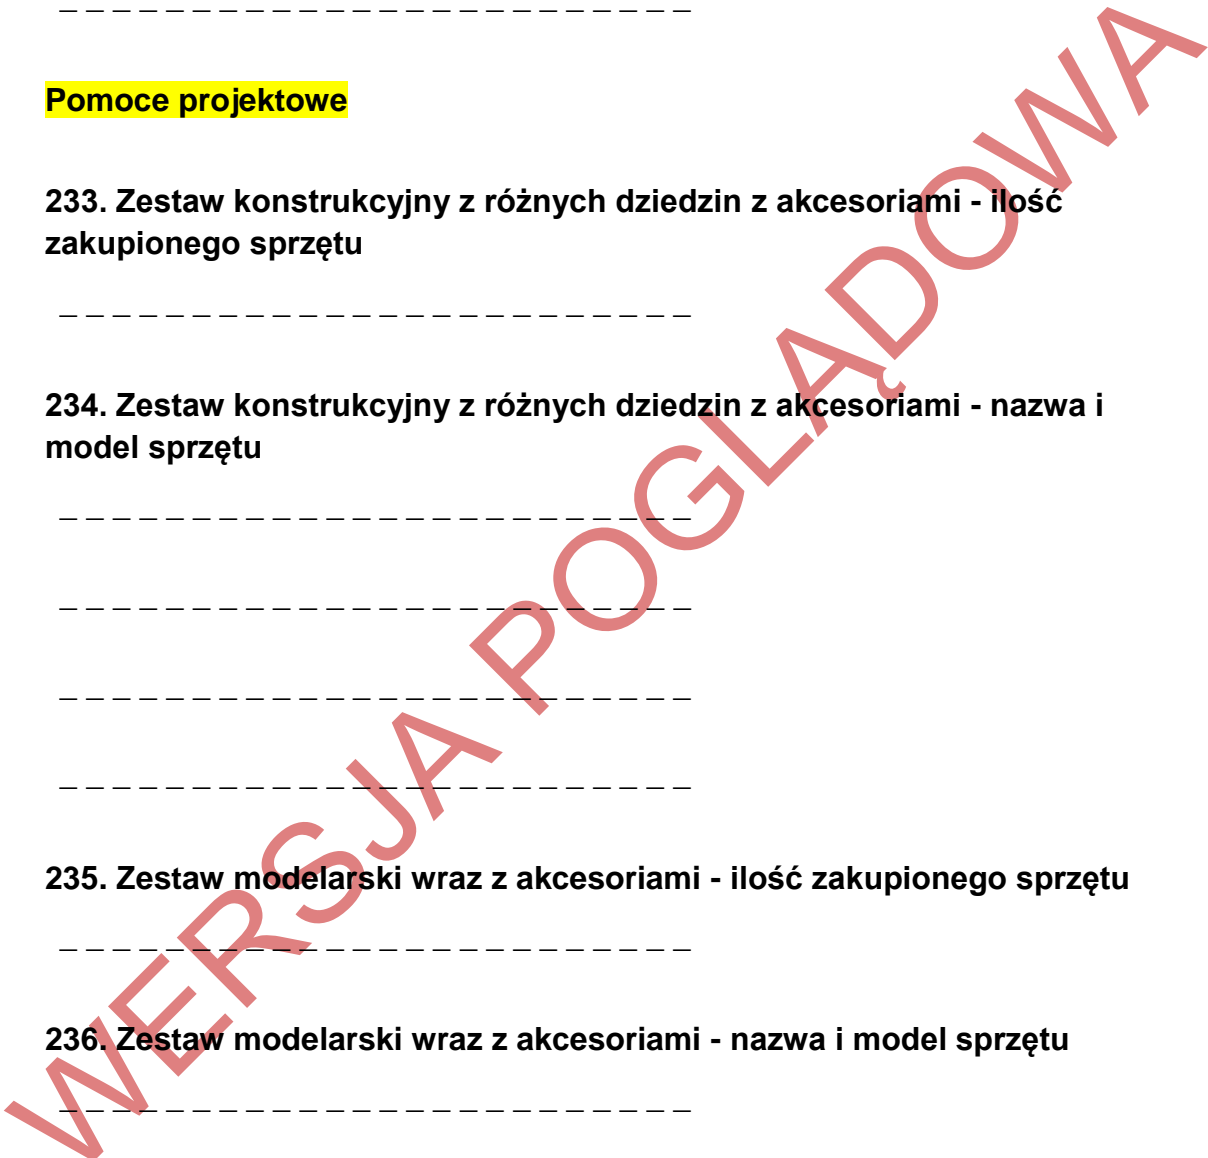 _ _ _ _ _ _ _ _ _ _ _ _ _ _ _ _ _ _ _ _ _ _ _ _
Pomoce projektowe
233. Zestaw konstrukcyjny z różnych dziedzin z akcesoriami - ilość
zakupionego sprzętu
_ _ _ _ _ _ _ _ _ _ _ _ _ _ _ _ _ _ _ _ _ _ _ _
234. Zestaw konstrukcyjny z różnych dziedzin z akcesoriami - nazwa i
model sprzętu
_ _ _ _ _ _ _ _ _ _ _ _ _ _ _ _ _ _ _ _ _ _ _ _
_ _ _ _ _ _ _ _ _ _ _ _ _ _ _ _ _ _ _ _ _ _ _ _
_ _ _ _ _ _ _ _ _ _ _ _ _ _ _ _ _ _ _ _ _ _ _ _
_ _ _ _ _ _ _ _ _ _ _ _ _ _ _ _ _ _ _ _ _ _ _ _
235. Zestaw modelarski wraz z akcesoriami - ilość zakupionego sprzętu
_ _ _ _ _ _ _ _ _ _ _ _ _ _ _ _ _ _ _ _ _ _ _ _
236. Zestaw modelarski wraz z akcesoriami - nazwa i model sprzętu
_ _ _ _ _ _ _ _ _ _ _ _ _ _ _ _ _ _ _ _ _ _ _ _
WERSJA POGLĄDOWA